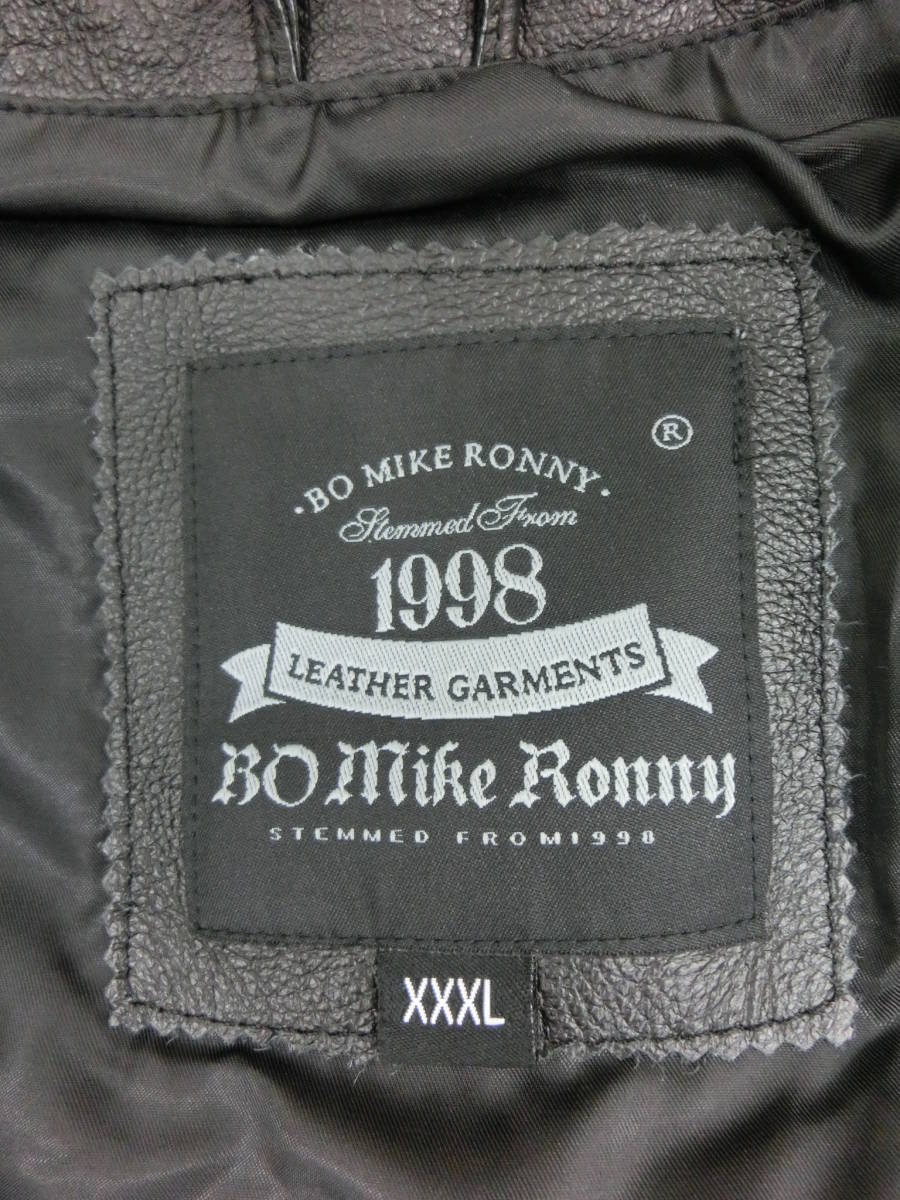 ®
·BO MIKE RONNY·
Stemmed From
1998
LEATHER GARMENTS
BO Mike Ronny
STEMMED FROM1998
XXXL